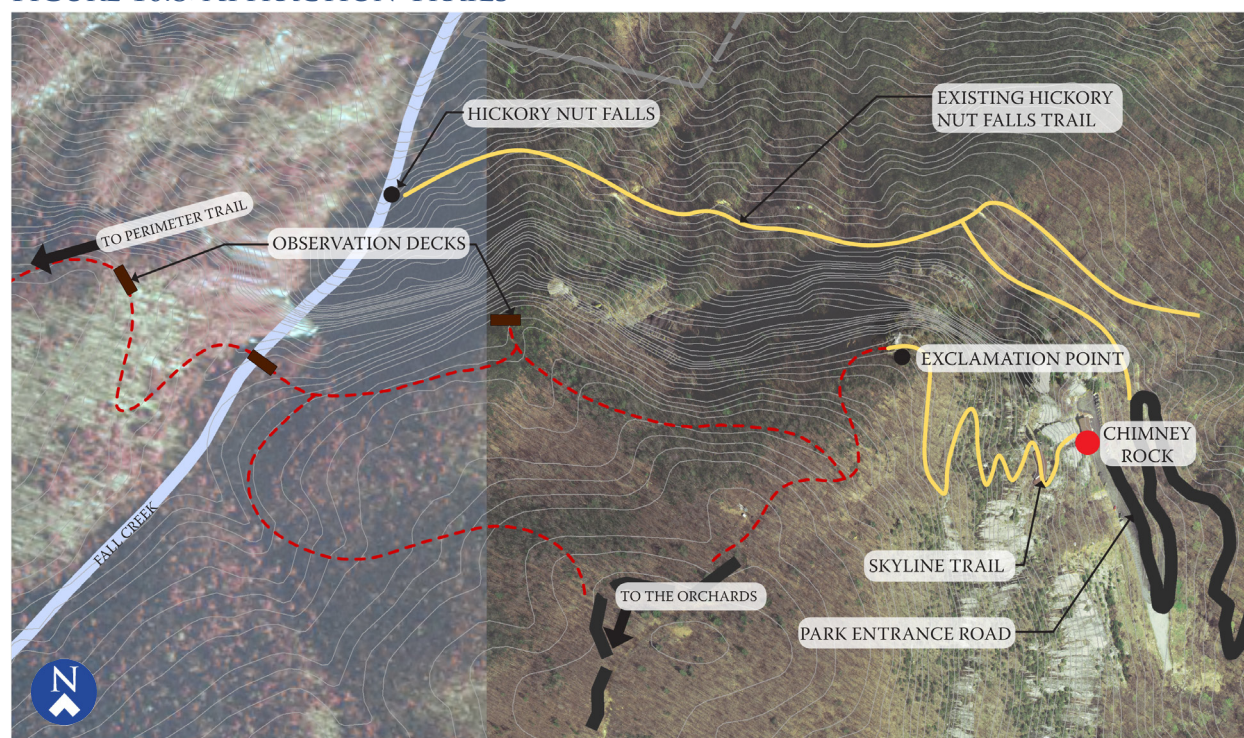 HICKORY NUT FALLS
EXISTING HICKORY
NUT FALLS TRAIL
TO PERIMETER TRAIL
OBSERVATION DECKS
EXCLAMATION POINT
CHIMNEY
ROCK
FALL CREEK
SKYLINE TRAIL
TO THE ORCHARDS
PARK ENTRANCE ROAD
N